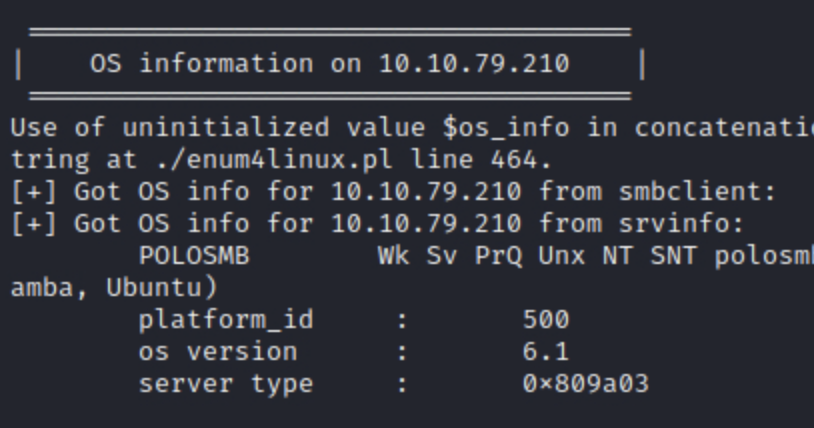 | OS information on 10.10.79.210 |
Use of uninitialized value $os_info in concatenati
tring at ./enum4linux.pl line 464.
[+] Got OS info for 10.10.79.210 from smbclient:
[+] Got OS info for 10.10.79.210 from srvinfo:
POLOSMB Wk Sv PrQ Unx NT SNT polosm
amba, Ubuntu)
platform_id : 500
os version : 6.1
server type : 0×809a03